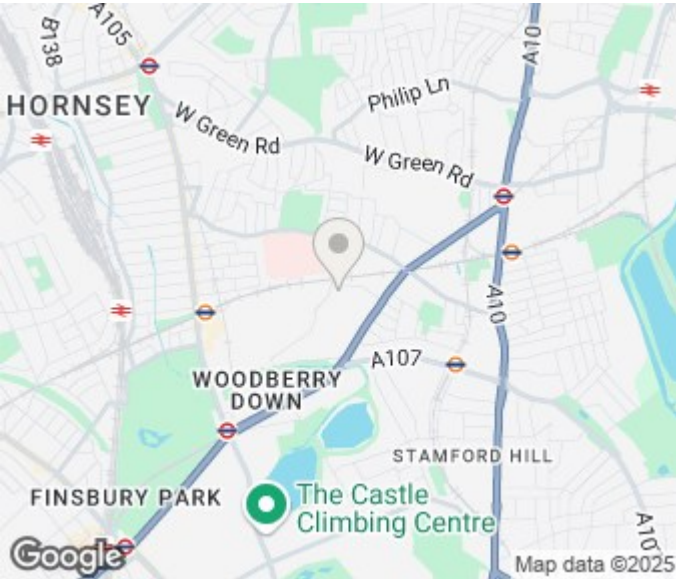 A105
B138
A10
HORNSEY
Philip Ln
W Green Rd
W Green Rd
A10
A107
WOODBERRY
DOWN
STAMFORD HILL
FINSBURY PARK
The Castle
Climbing Centre
A107
Google
Map data ©2025